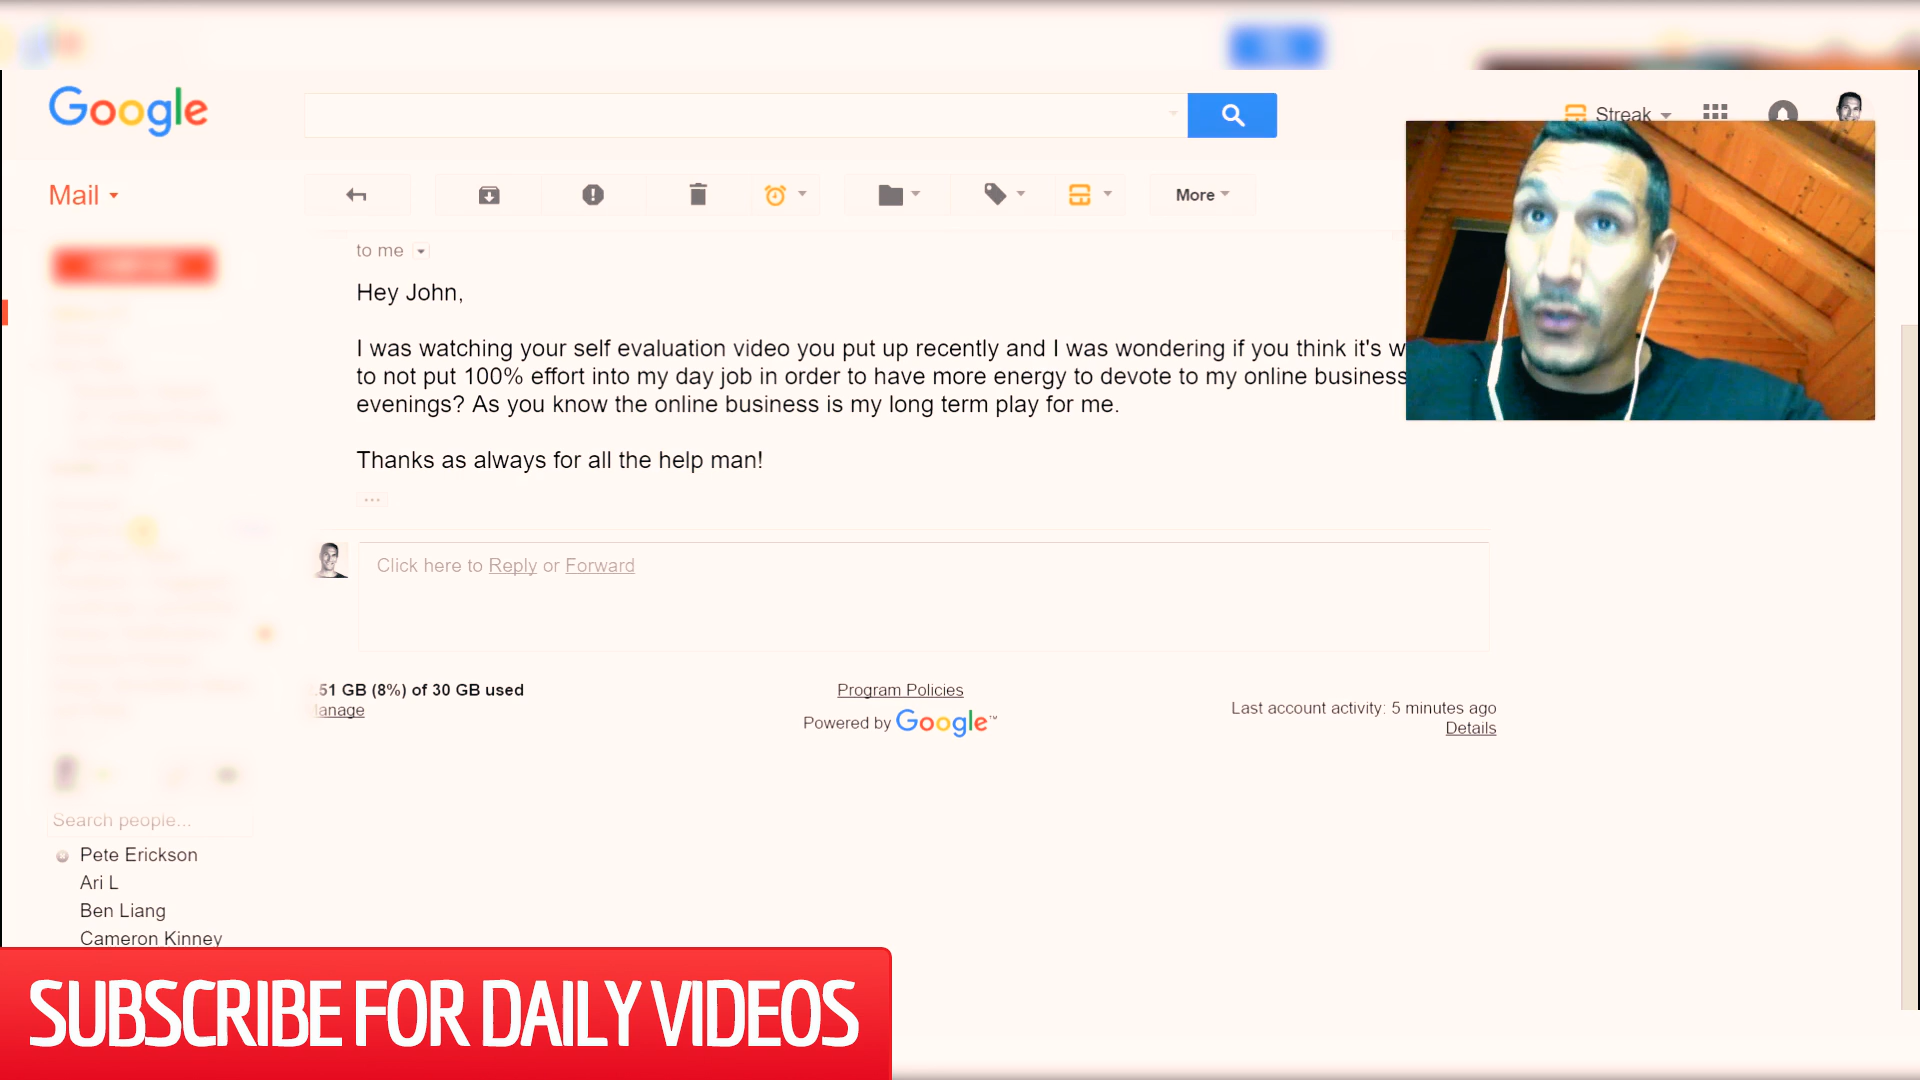 Google
Streak
Mail
More
to me
Hey John,
I was watching your self evaluation video you put up recently and I was wondering if you think it's
to not put 100% effort into my day job in order to have more energy to devote to my online business
evenings? As you know the online business is my long term play for me.
Thanks as always for all the help man!
...
Click here to Reply or Forward
51 GB (8%) of 30 GB used
anage
Program Policies
Powered by Google™
Last account activity: 5 minutes ago
Details
Search people...
Pete Erickson
Ari L
Ben Liang
Cameron Kinney
SUBSCRIBE FOR DAILY VIDEOS